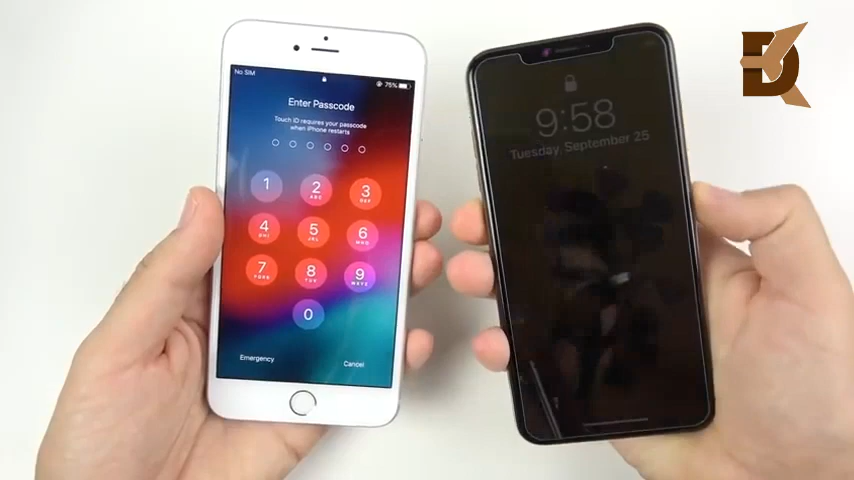 No SIM
75%
Enter Passcode
Touch ID requires your passcode
when iPhone restarts
1
2
ABC
3
DEF
4
GHI
5
JKL
6
MNO
7
PQRS
8
TUV
9
WXYZ
0
Emergency
Cancel
9:58
Tuesday, September 25
DK